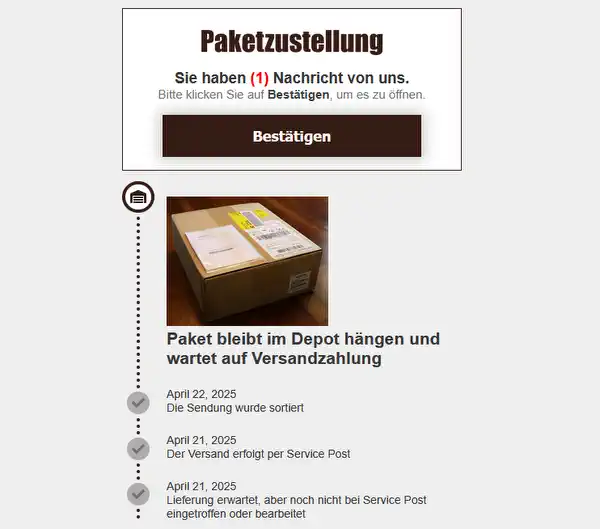 Paketzustellung
Sie haben (1) Nachricht von uns.
Bitte klicken Sie auf Bestätigen, um es zu öffnen.
Bestätigen
Paket bleibt im Depot hängen und
wartet auf Versandzahlung
April 22, 2025
Die Sendung wurde sortiert
April 21, 2025
Der Versand erfolgt per Service Post
April 21, 2025
Lieferung erwartet, aber noch nicht bei Service Post
eingetroffen oder bearbeitet